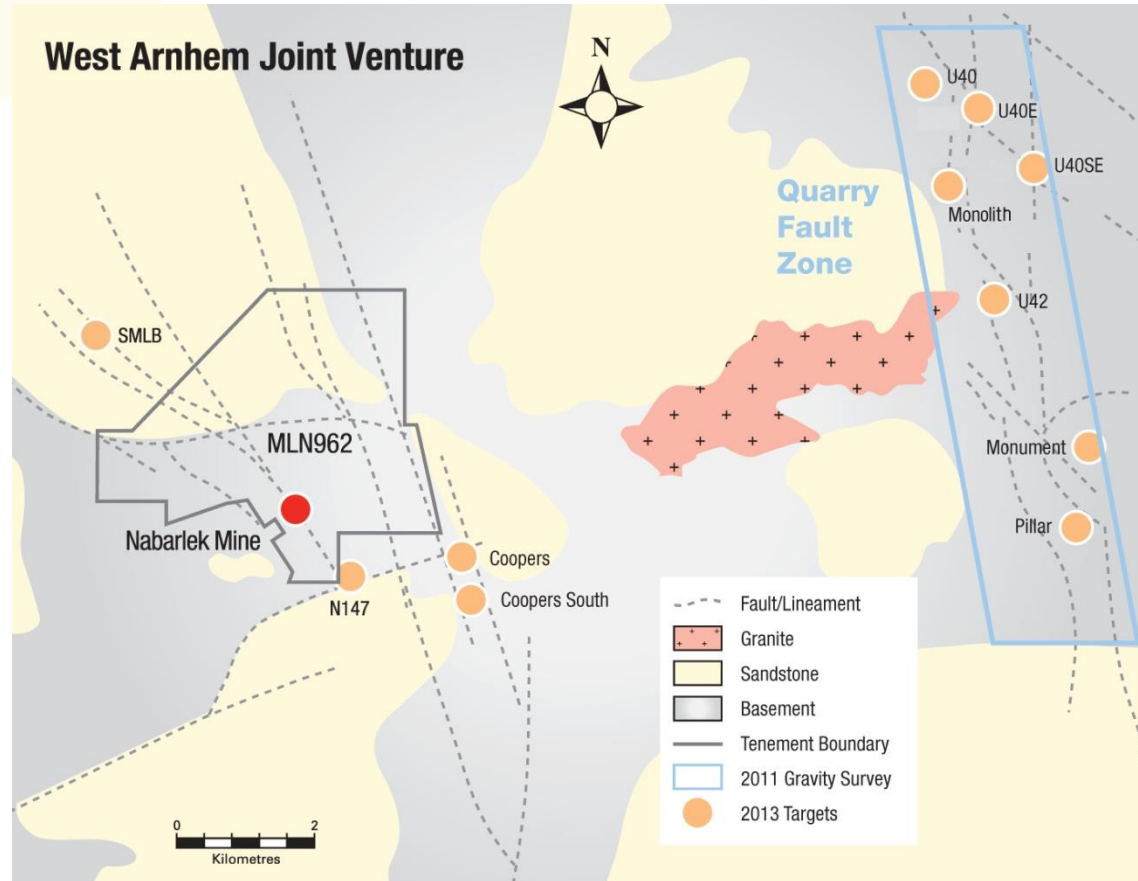 West Arnhem Joint Venture
N
U40
U40E
U40SE
Quarry
Fault
Zone
Monolith
U42
SMLB
MLN962
Monument
Nabarlek Mine
Pillar
Coopers
N147
Coopers South
Fault/Lineament
Granite
Sandstone
Basement
Tenement Boundary
2011 Gravity Survey
2013 Targets
0 2
Kilometres